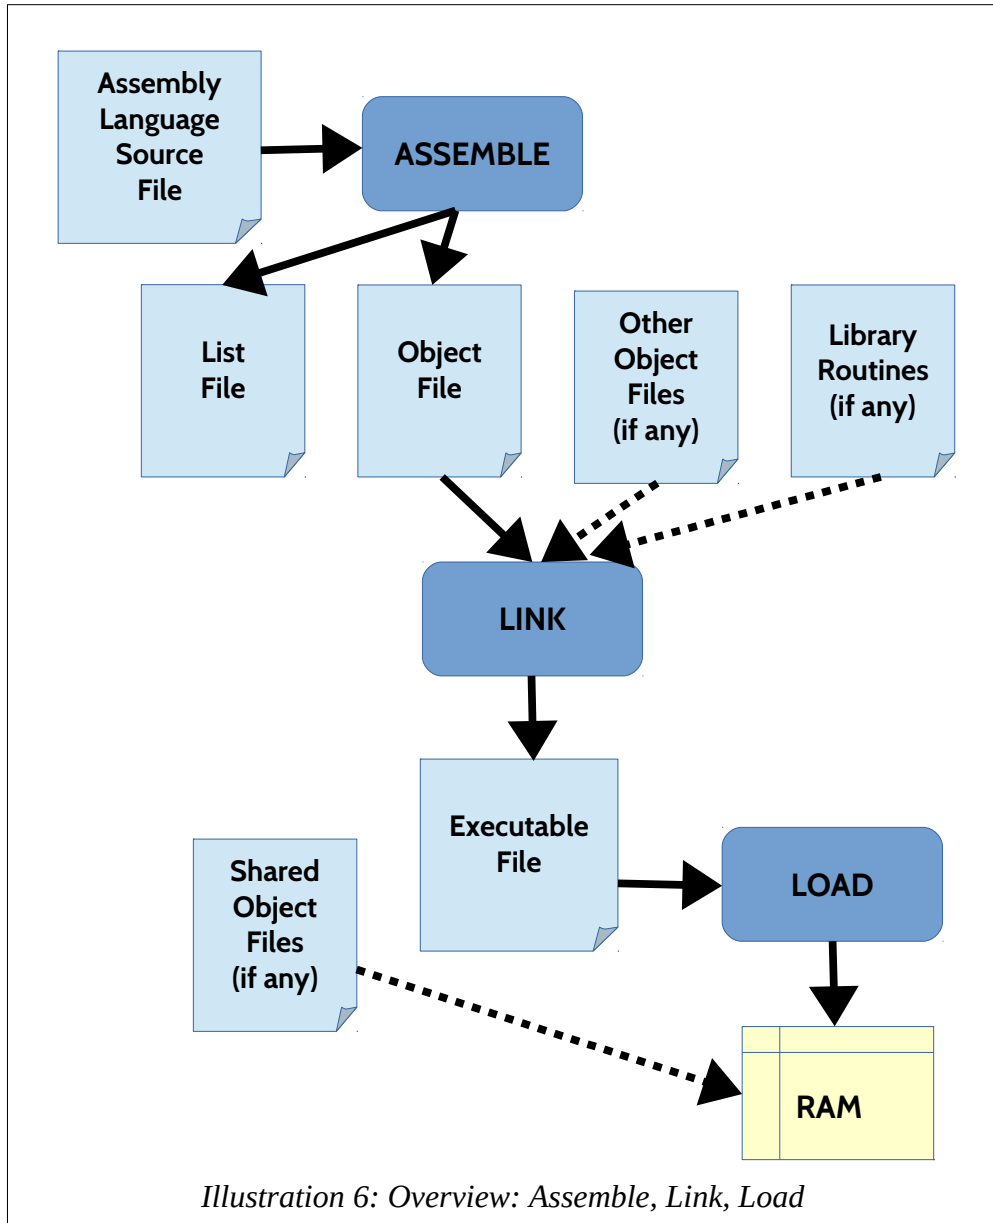 Assembly
Language
Source
File
ASSEMBLE
List
File
Object
File
Other
Object
Files
(if any)
Library
Routines
(if any)
LINK
Executable
File
Shared
Object
Files
(if any)
LOAD
RAM
Illustration 6: Overview: Assemble, Link, Load